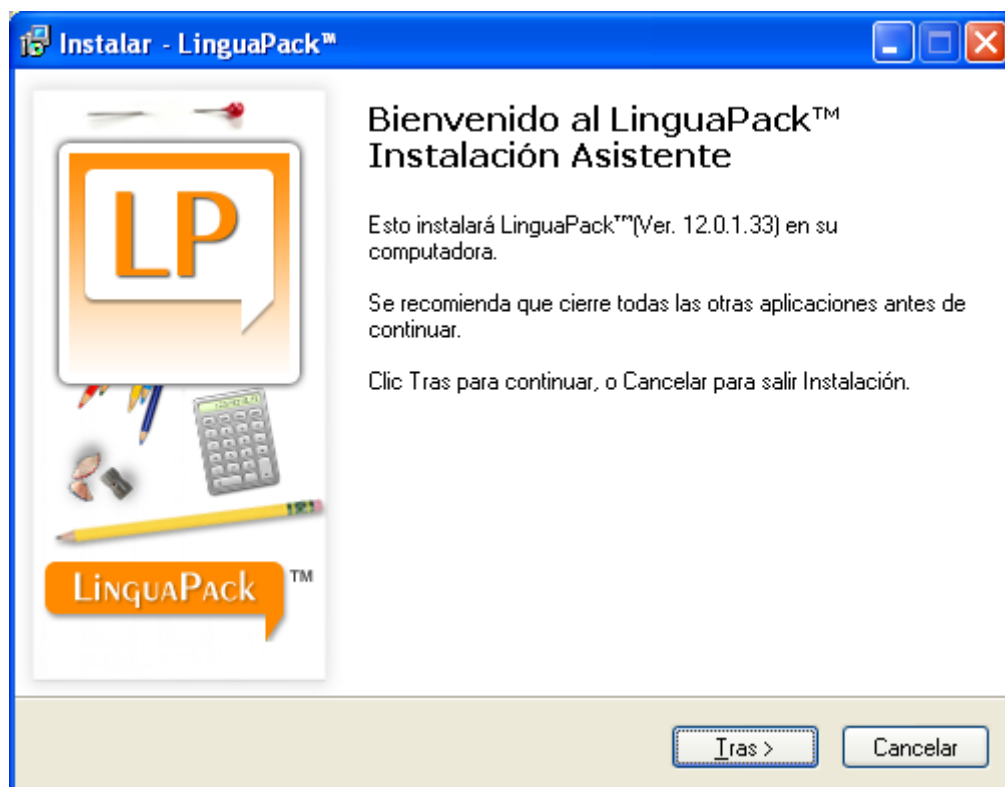 Instalar - LinguaPack™
LP
LinguaPack ™
Bienvenido al LinguaPack™
Instalación Asistente
Esto instalará LinguaPack™(Ver. 12.0.1.33) en su
computadora.
Se recomienda que cierre todas las otras aplicaciones antes de
continuar.
Clic Tras para continuar, o Cancelar para salir Instalación.
Tras >
Cancelar